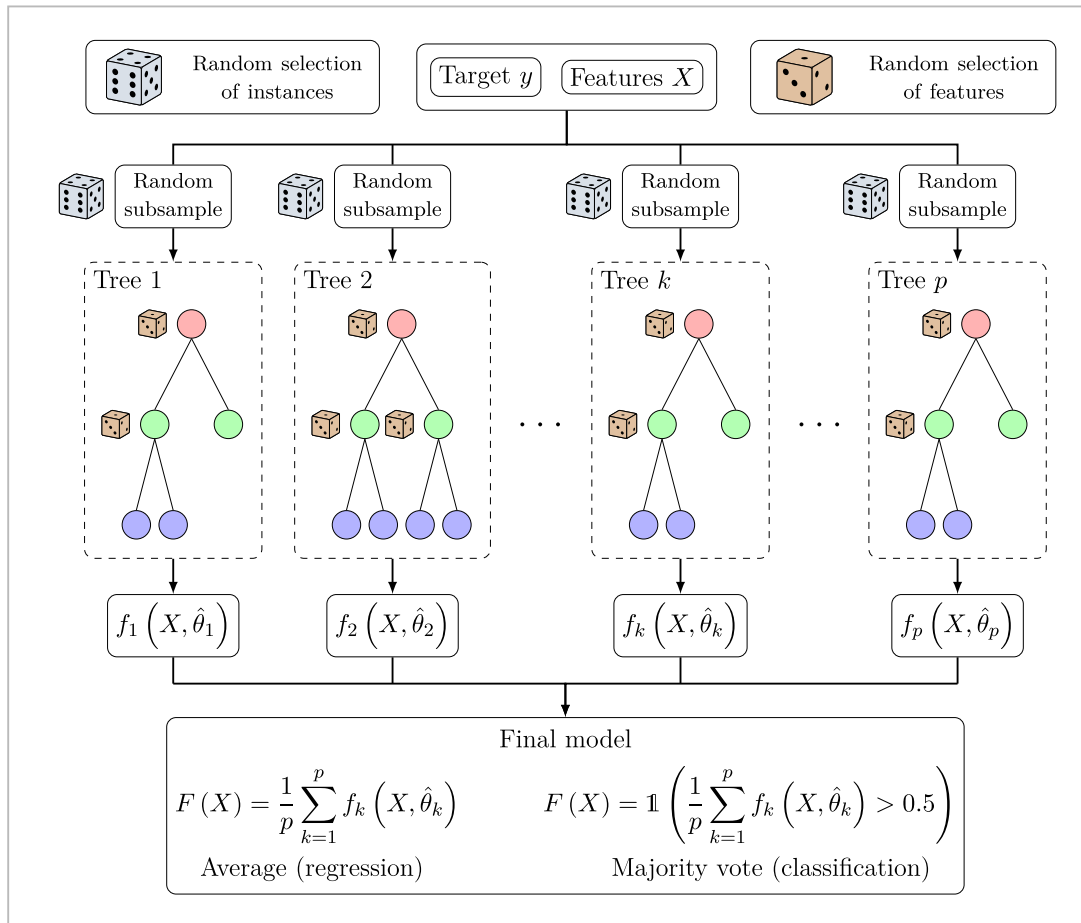 Random selection
of instances
Target y
Features X
Random selection
of features
Random
subsample
Random
subsample
Random
subsample
Random
subsample
Tree 1
Tree 2
Tree k
Tree p
. . .
. . .
f₁ (X, θ̂₁)
f₂ (X, θ̂₂)
fₖ (X, θ̂ₖ)
fₚ (X, θ̂ₚ)
Final model
F (X) = 1/p ∑_{k=1}^{p} fₖ (X, θ̂ₖ)
F (X) = 𝟙 (1/p ∑_{k=1}^{p} fₖ (X, θ̂ₖ) > 0.5)
Average (regression)
Majority vote (classification)